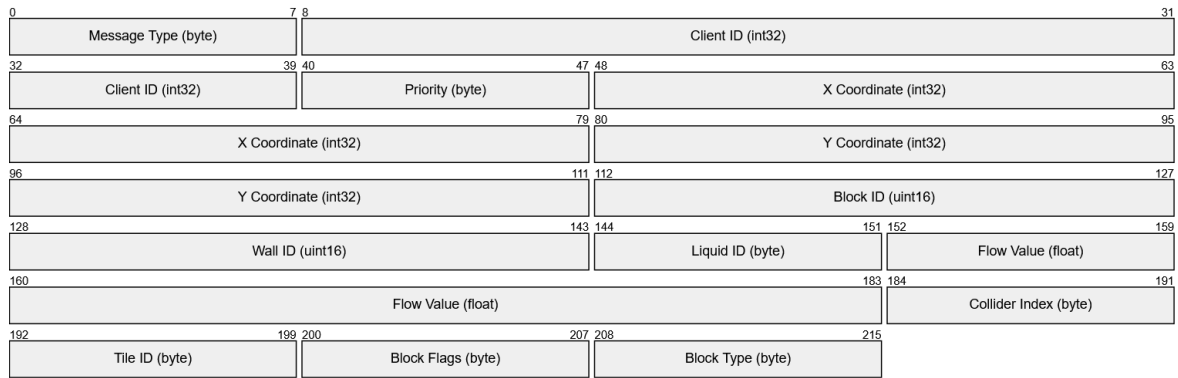 0 7 8 31
Message Type (byte) Client ID (int32)
32 39 40 47 48 63
Client ID (int32) Priority (byte) X Coordinate (int32)
64 79 80 95
X Coordinate (int32) Y Coordinate (int32)
96 111 112 127
Y Coordinate (int32) Block ID (uint16)
128 143 144 151 152 159
Wall ID (uint16) Liquid ID (byte) Flow Value (float)
160 183 184 191
Flow Value (float) Collider Index (byte)
192 199 200 207 208 215
Tile ID (byte) Block Flags (byte) Block Type (byte)